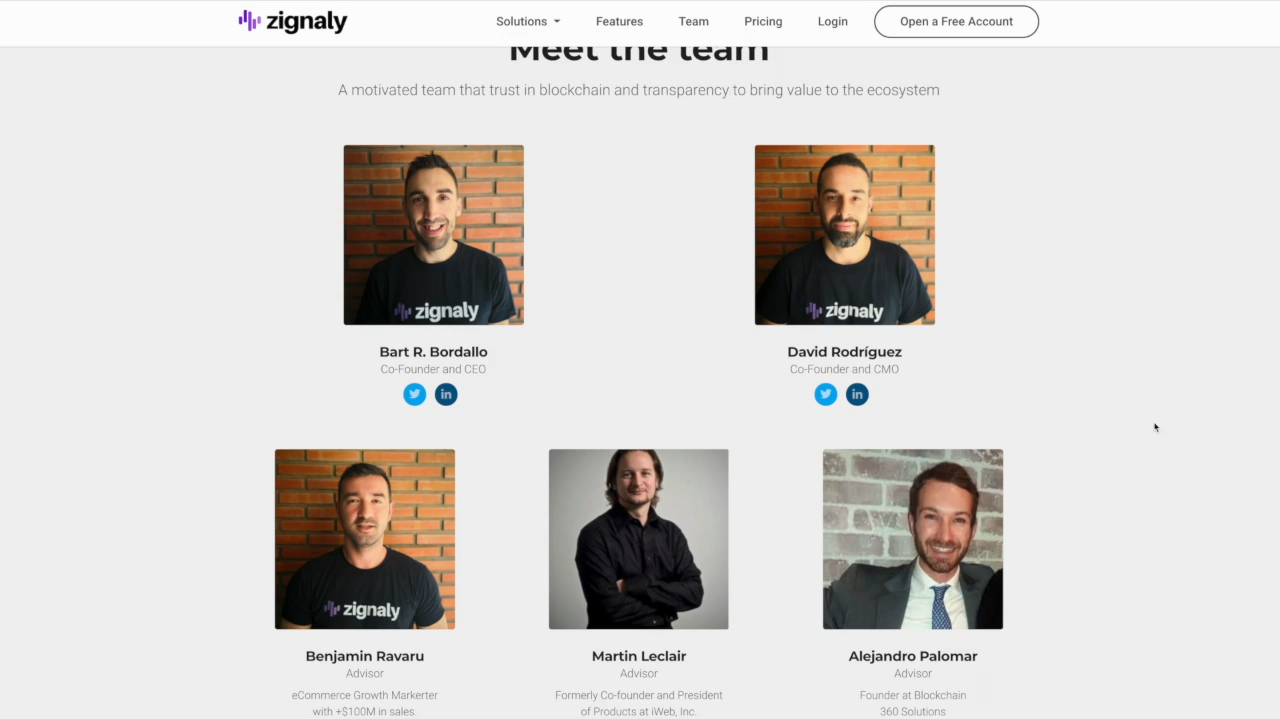 zignaly
Solutions
Features
Team
Pricing
Login
Open a Free Account
Meet the team
A motivated team that trust in blockchain and transparency to bring value to the ecosystem
zignaly
zignaly
Bart R. Bordallo
Co-Founder and CEO
in
David Rodríguez
Co-Founder and CMO
in
zignaly
Benjamin Ravaru
Advisor
eCommerce Growth Markerter
with +$100M in sales.
Martin Leclair
Advisor
Formerly Co-founder and President
of Products at iWeb, Inc.
Alejandro Palomar
Advisor
Founder at Blockchain
360 Solutions